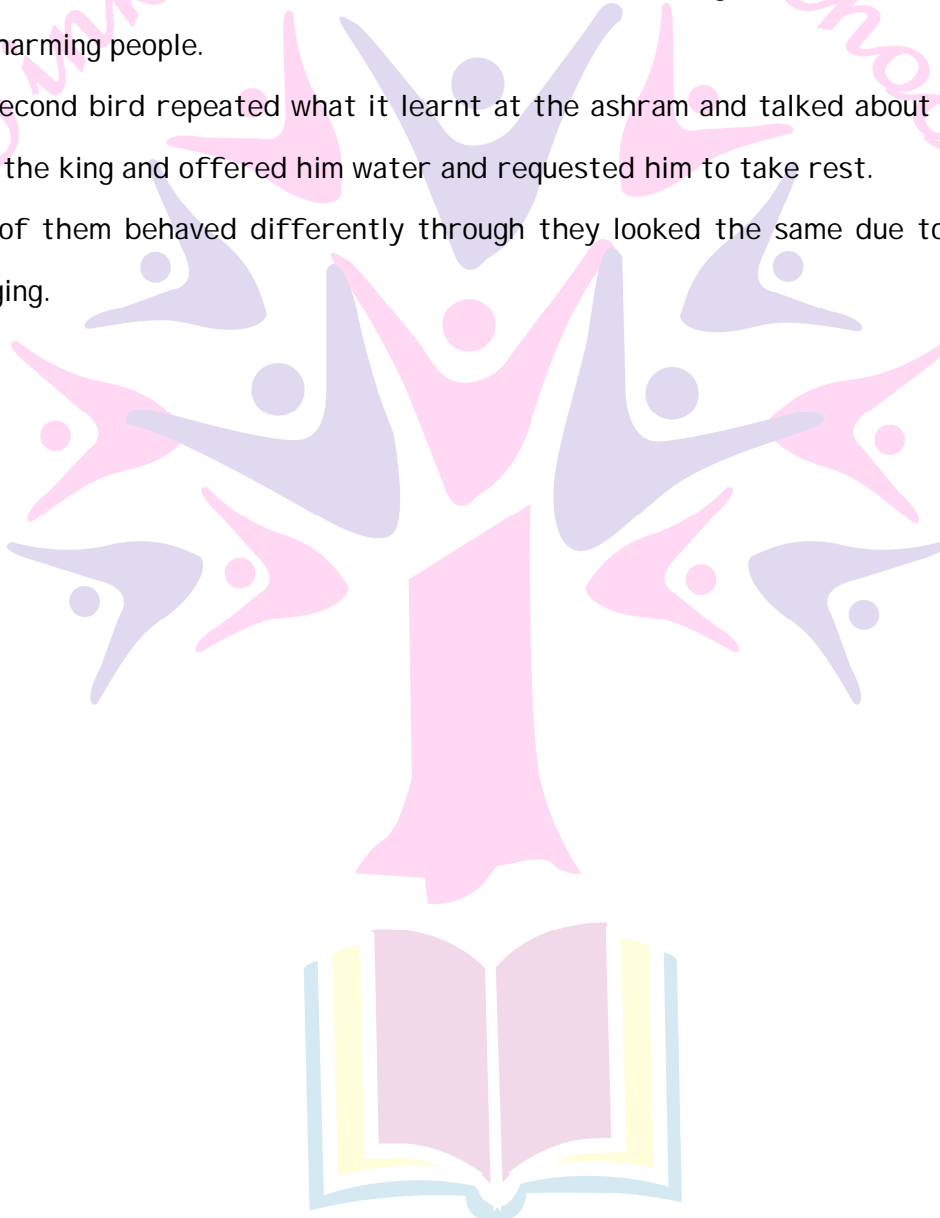 harming people.
econd bird repeated what it learnt at the ashram and talked about
the king and offered him water and requested him to take rest.
of them behaved differently through they looked the same due to
ging.